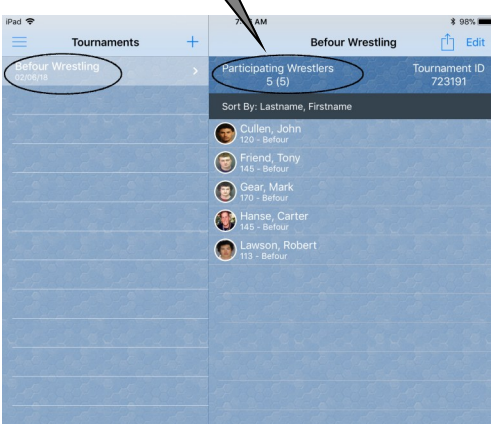 iPad
AM
98%
Tournaments
+
Befour Wrestling
Edit
Befour Wrestling
02/06/18
Participating Wrestlers
5 (5)
Tournament ID
723191
Sort By: Lastname, Firstname
Cullen, John
120 - Befour
Friend, Tony
145 - Befour
Gear, Mark
170 - Befour
Hanse, Carter
145 - Befour
Lawson, Robert
113 - Befour